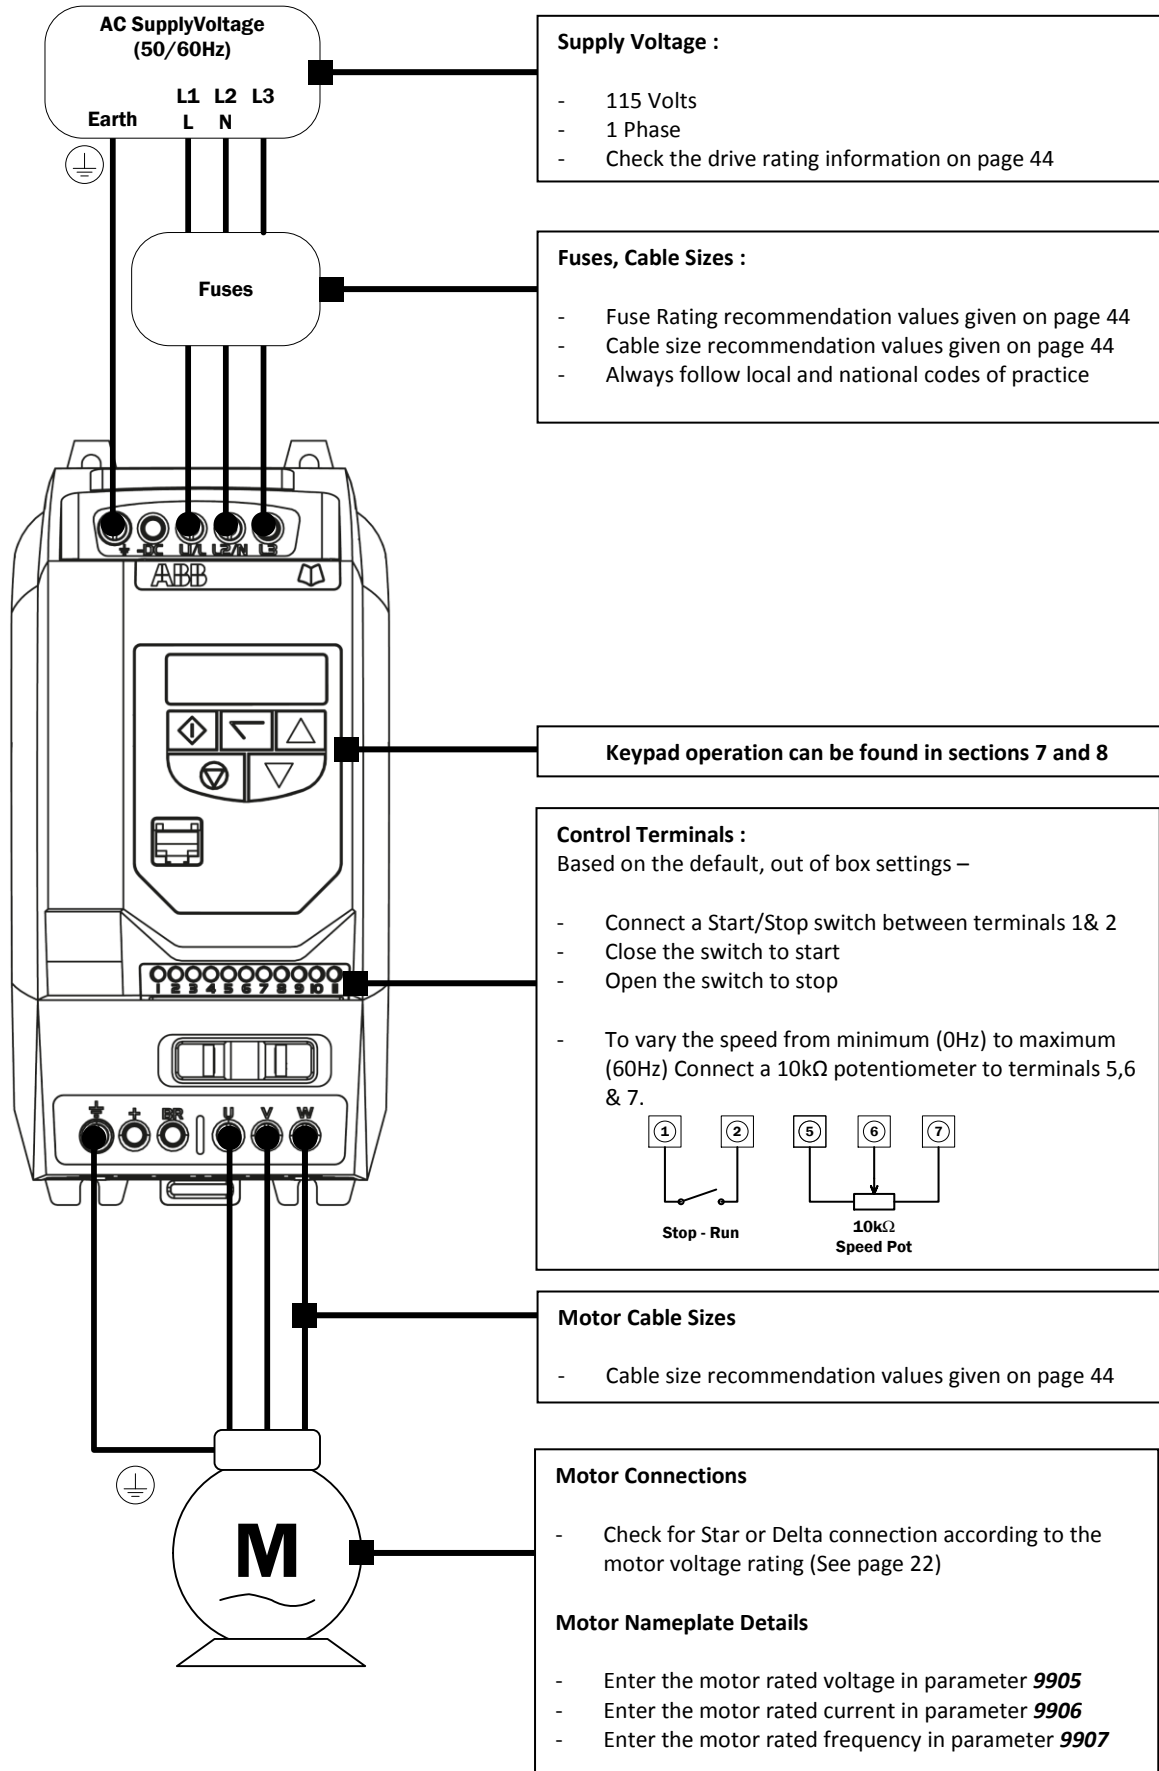 AC SupplyVoltage
(50/60Hz)
L1 L2 L3
Earth L N
Supply Voltage :
- 115 Volts
- 1 Phase
- Check the drive rating information on page 44
Fuses
Fuses, Cable Sizes :
- Fuse Rating recommendation values given on page 44
- Cable size recommendation values given on page 44
- Always follow local and national codes of practice
-DC L1/L L2/N L3
ABB
Keypad operation can be found in sections 7 and 8
Control Terminals :
Based on the default, out of box settings –
- Connect a Start/Stop switch between terminals 1& 2
- Close the switch to start
- Open the switch to stop
- To vary the speed from minimum (0Hz) to maximum
(60Hz) Connect a 10kΩ potentiometer to terminals 5,6
& 7.
1 2 5 6 7
Stop - Run
10kΩ
Speed Pot
1 2 3 4 5 6 7 8 9 10 11
+ BR U V W
Motor Cable Sizes
- Cable size recommendation values given on page 44
M
Motor Connections
- Check for Star or Delta connection according to the
motor voltage rating (See page 22)
Motor Nameplate Details
- Enter the motor rated voltage in parameter 9905
- Enter the motor rated current in parameter 9906
- Enter the motor rated frequency in parameter 9907